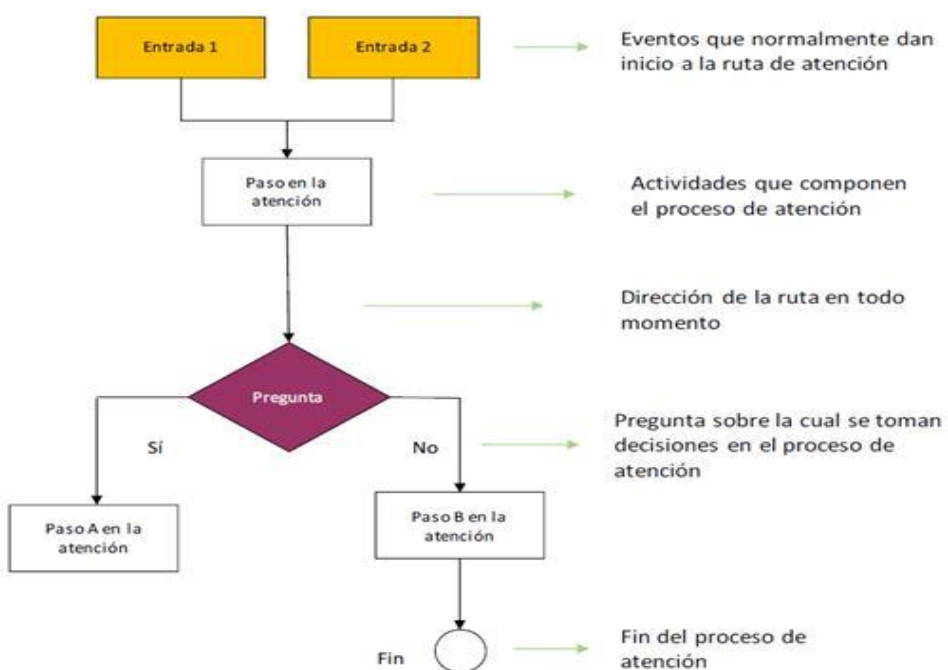 Entrada 1
Entrada 2
Eventos que normalmente dan
inicio a la ruta de atención
Paso en la
atención
Actividades que componen
el proceso de atención
Dirección de la ruta en todo
momento
Pregunta
Sí
No
Pregunta sobre la cual se toman
decisiones en el proceso de
atención
Paso A en la
atención
Paso B en la
atención
Fin
Fin del proceso de
atención